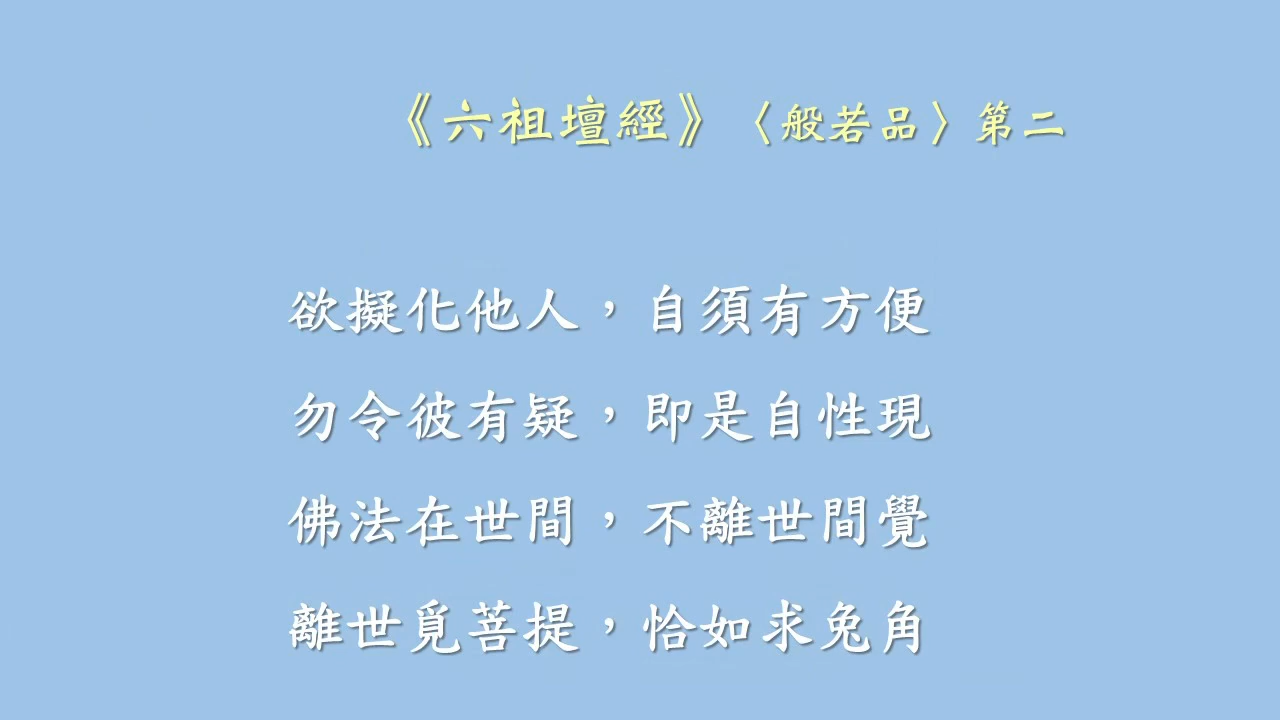 《六祖壇經》〈般若品〉第二
欲擬化他人，自須有方便
勿令彼有疑，即是自性現
佛法在世間，不離世間覺
離世覓菩提，恰如求兔角